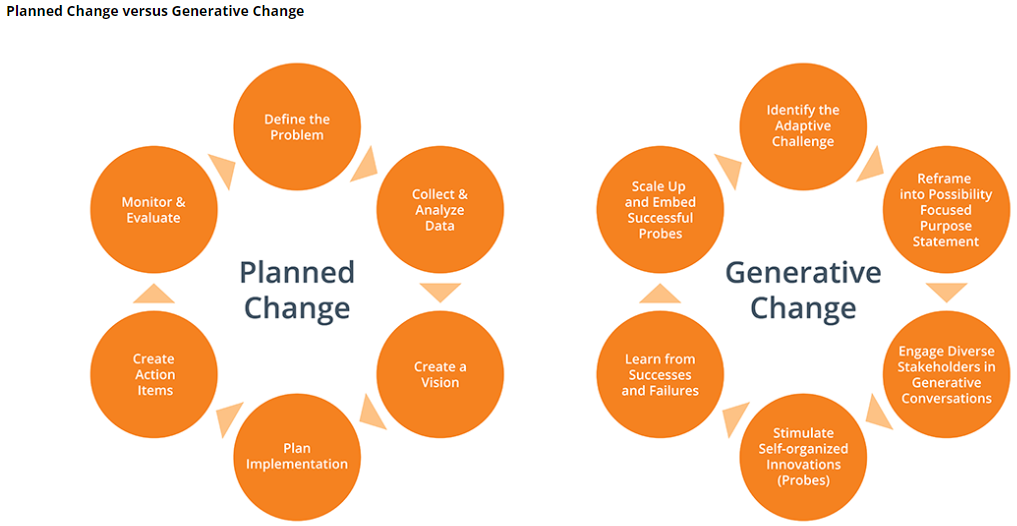 Planned Change versus Generative Change
Define the
Problem
Collect &
Analyze
Data
Create a
Vision
Plan
Implementation
Create
Action
Items
Monitor &
Evaluate
Planned
Change
Identify the
Adaptive
Challenge
Reframe
into Possibility
Focused
Purpose
Statement
Engage Diverse
Stakeholders in
Generative
Conversations
Stimulate
Self-organized
Innovations
(Probes)
Learn from
Successes
and Failures
Scale Up
and Embed
Successful
Probes
Generative
Change